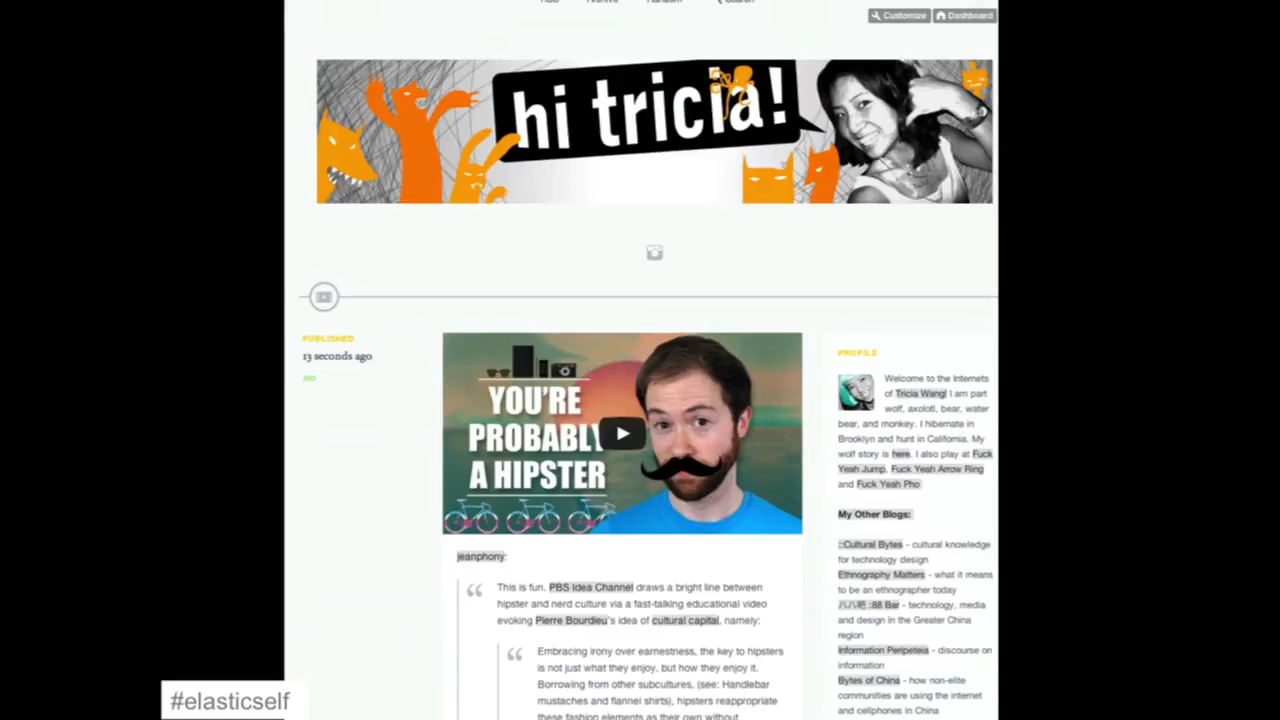 Customize
Dashboard
hi tricia!
PUBLISHED
13 seconds ago
YOU'RE
PROBABLY
A HIPSTER
jeanphony:
This is fun. PBS Idea Channel draws a bright line between
hipster and nerd culture via a fast-talking educational video
evoking Pierre Bourdieu's idea of cultural capital, namely:
Embracing irony over earnestness, the key to hipsters
is not just what they enjoy, but how they enjoy it.
Borrowing from other subcultures, (see: Handlebar
mustaches and flannel shirts), hipsters reappropriate
these fashion elements as their own without
PROFILE
Welcome to the Internets
of Tricia Wang! I am part
wolf, axolotl, bear, water
bear, and monkey. I hibernate in
Brooklyn and hunt in California. My
wolf story is here. I also play at Fuck
Yeah Jump, Fuck Yeah Arrow Ring
and Fuck Yeah Pho
My Other Blogs:
::Cultural Bytes - cultural knowledge
for technology design
Ethnography Matters - what it means
to be an ethnographer today
八八吧 :88 Bar - technology, media
and design in the Greater China
region
Information Peripeteia - discourse on
information
Bytes of China - how non-elite
communities are using the internet
and cellphones in China
#elasticself